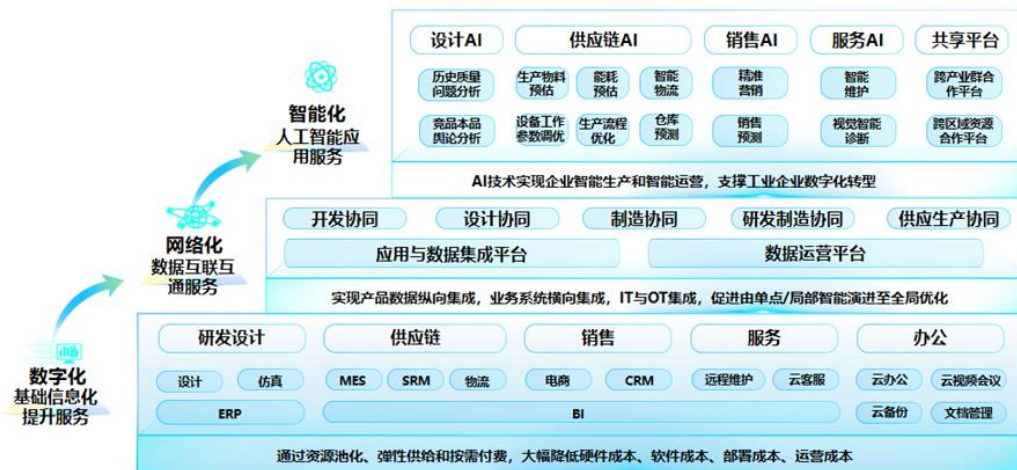 设计AI 供应链AI 销售AI 服务AI 共享平台
历史质量
问题分析
生产物料
预估
能耗
预估
智能
物流
精准
营销
智能
维护
跨产业群合
作平台
竞品本品
舆论分析
设备工作
参数调优
生产流程
优化
仓库
预测
销售
预测
视觉智能
诊断
跨区域资源
合作平台
AI技术实现企业智能生产和智能运营，支撑工业企业数字化转型
智能化
人工智能应
用服务
开发协同 设计协同 制造协同 研发制造协同 供应生产协同
应用与数据集成平台 数据运营平台
实现产品数据纵向集成，业务系统横向集成，IT与OT集成，促进由单点/局部智能演进至全局优化
网络化
数据互联互
通服务
研发设计 供应链 销售 服务 办公
设计 仿真 MES SRM 物流 电商 CRM 远程维护 云客服 云办公 云视频会议
ERP BI 云备份 文档管理
通过资源池化、弹性供给和按需付费，大幅降低硬件成本、软件成本、部署成本、运营成本
数字化
基础信息化
提升服务